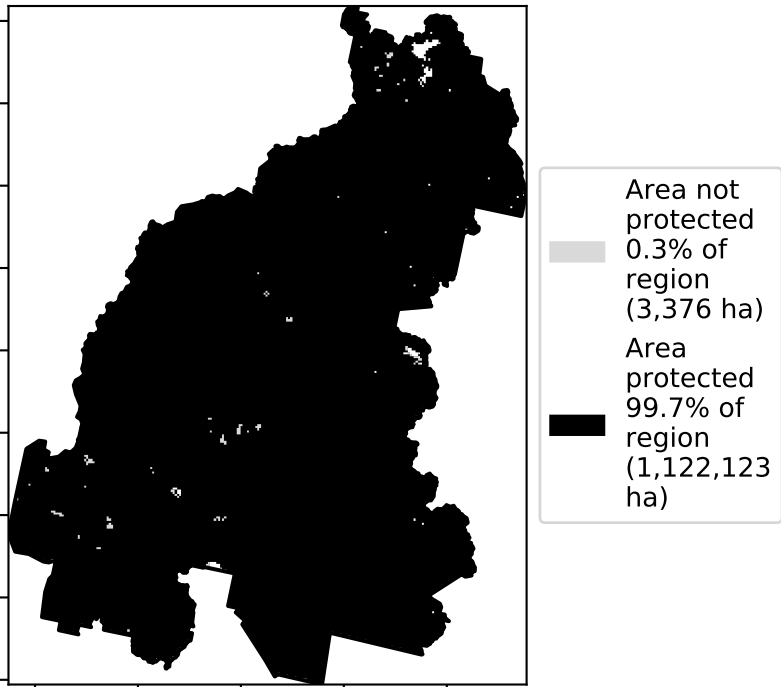 Area not
protected
0.3% of
region
(3,376 ha)
Area
protected
99.7% of
region
(1,122,123
ha)